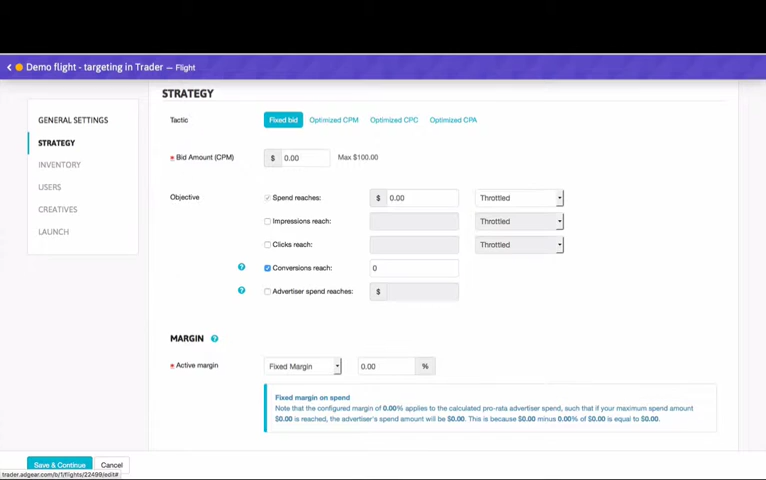 Demo flight - targeting in Trader — Flight
GENERAL SETTINGS
STRATEGY
INVENTORY
USERS
CREATIVES
LAUNCH
STRATEGY
Tactic Fixed bid Optimized CPM Optimized CPC Optimized CPA
Bid Amount (CPM) $ 0.00 Max $100.00
Objective Spend reaches: $ 0.00 Throttled
Impressions reach: Throttled
Clicks reach: Throttled
? Conversions reach: 0
? Advertiser spend reaches: $
MARGIN ?
Active margin Fixed Margin 0.00 %
Fixed margin on spend
Note that the configured margin of 0.00% applies to the calculated pro-rata advertiser spend, such that if your maximum spend amount
$0.00 is reached, the advertiser's spend amount will be $0.00. This is because $0.00 minus 0.00% of $0.00 is equal to $0.00.
Save & Continue Cancel
trader.adgear.com/b/1/flights/22499/edit#